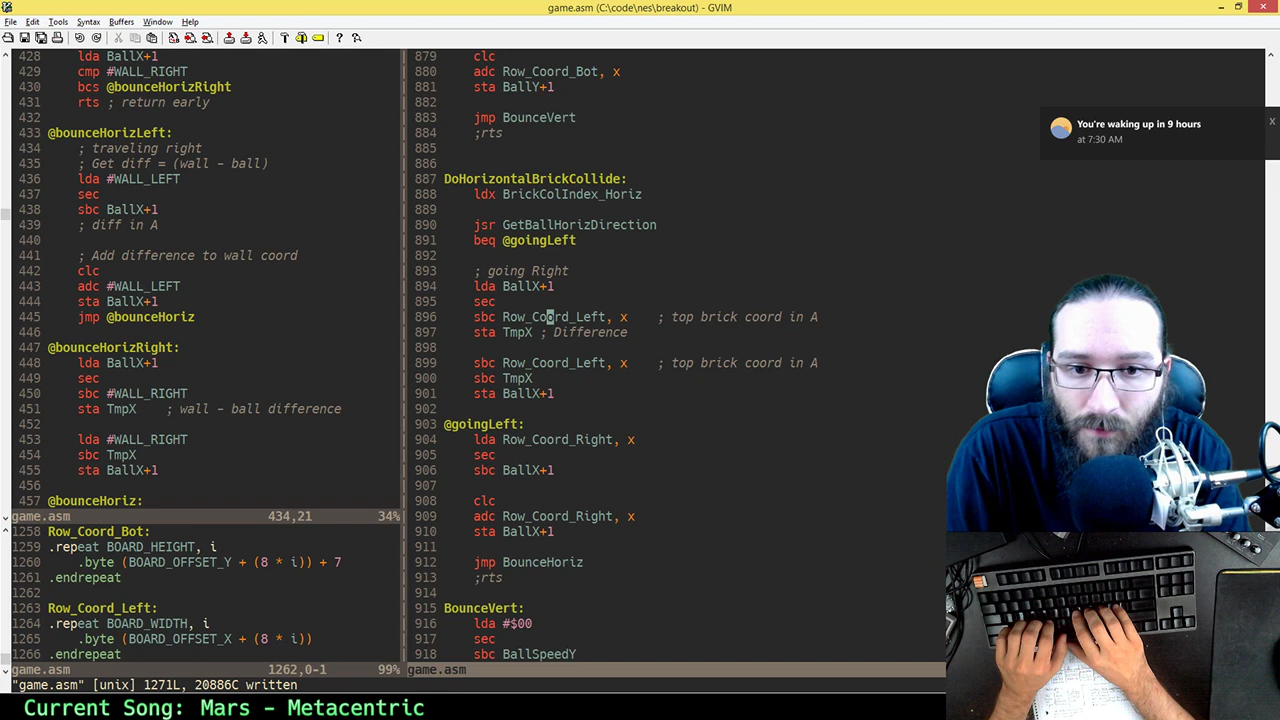 game.asm (C:\code\nes\breakout) - GVIM
File Edit Tools Syntax Buffers Window Help
428 lda BallX+1
429 cmp #WALL_RIGHT
430 bcs @bounceHorizRight
431 rts ; return early
432
433 @bounceHorizLeft:
434 ; traveling right
435 ; Get diff = (wall - ball)
436 lda #WALL_LEFT
437 sec
438 sbc BallX+1
439 ; diff in A
440
441 ; Add difference to wall coord
442 clc
443 adc #WALL_LEFT
444 sta BallX+1
445 jmp @bounceHoriz
446
447 @bounceHorizRight:
448 lda BallX+1
449 sec
450 sbc #WALL_RIGHT
451 sta TmpX ; wall - ball difference
452
453 lda #WALL_RIGHT
454 sbc TmpX
455 sta BallX+1
456
457 @bounceHoriz:
game.asm 434,21 34%
1258 Row_Coord_Bot:
1259 .repeat BOARD_HEIGHT, i
1260 .byte (BOARD_OFFSET_Y + (8 * i)) + 7
1261 .endrepeat
1262
1263 Row_Coord_Left:
1264 .repeat BOARD_WIDTH, i
1265 .byte (BOARD_OFFSET_X + (8 * i))
1266 .endrepeat
game.asm 1262,0-1 99%
"game.asm" [unix] 1271L, 20886C written
879 clc
880 adc Row_Coord_Bot, x
881 sta BallY+1
882
883 jmp BounceVert
884 ;rts
885
886
887 DoHorizontalBrickCollide:
888 ldx BrickColIndex_Horiz
889
890 jsr GetBallHorizDirection
891 beq @goingLeft
892
893 ; going Right
894 lda BallX+1
895 sec
896 sbc Row_Coord_Left, x ; top brick coord in A
897 sta TmpX ; Difference
898
899 sbc Row_Coord_Left, x ; top brick coord in A
900 sbc TmpX
901 sta BallX+1
902
903 @goingLeft:
904 lda Row_Coord_Right, x
905 sec
906 sbc BallX+1
907
908 clc
909 adc Row_Coord_Right, x
910 sta BallX+1
911
912 jmp BounceHoriz
913 ;rts
914
915 BounceVert:
916 lda #$00
917 sec
918 sbc BallSpeedY
game.asm
You're waking up in 9 hours
at 7:30 AM
Current Song: Mars - Metacentric